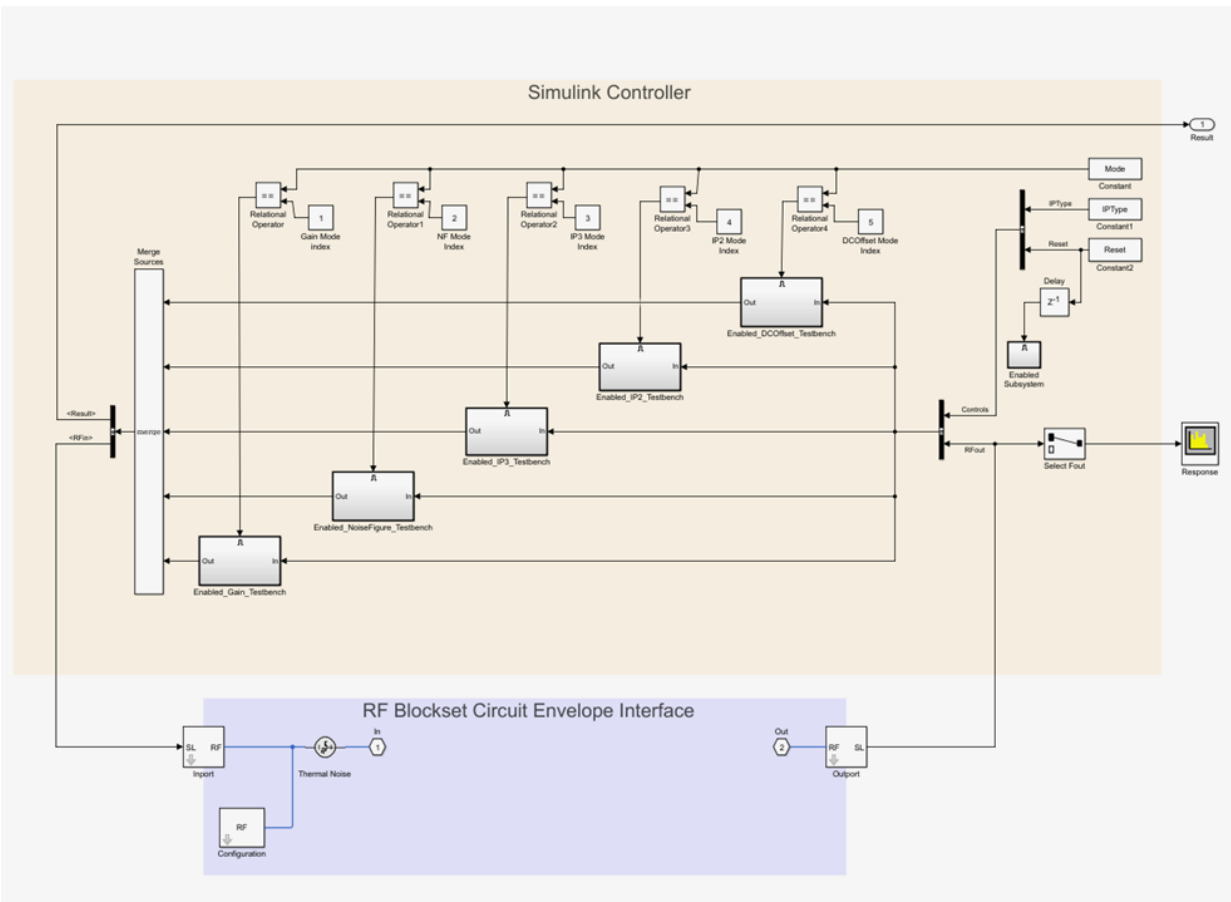 Simulink Controller
1
Result
Mode
Constant
==
Relational
Operator
1
Gain Mode
index
==
Relational
Operator1
2
NF Mode
Index
==
Relational
Operator2
3
IP3 Mode
Index
==
Relational
Operator3
4
IP2 Mode
Index
==
Relational
Operator4
5
DCOffset Mode
Index
IPType
IPType
Constant1
Reset
Reset
Constant2
Merge
Sources
Delay
Z-1
Out
In
Enabled_DCOffset_Testbench
Enabled
Subsystem
Out
In
Enabled_IP2_Testbench
<Result>
<RFin>
Out
In
Enabled_IP3_Testbench
Controls
RFout
Select Fout
Response
Out
In
Enabled_NoiseFigure_Testbench
Out
In
Enabled_Gain_Testbench
RF Blockset Circuit Envelope Interface
SL
RF
Inport
Thermal Noise
In
1
Out
2
RF
SL
Outport
RF
Configuration